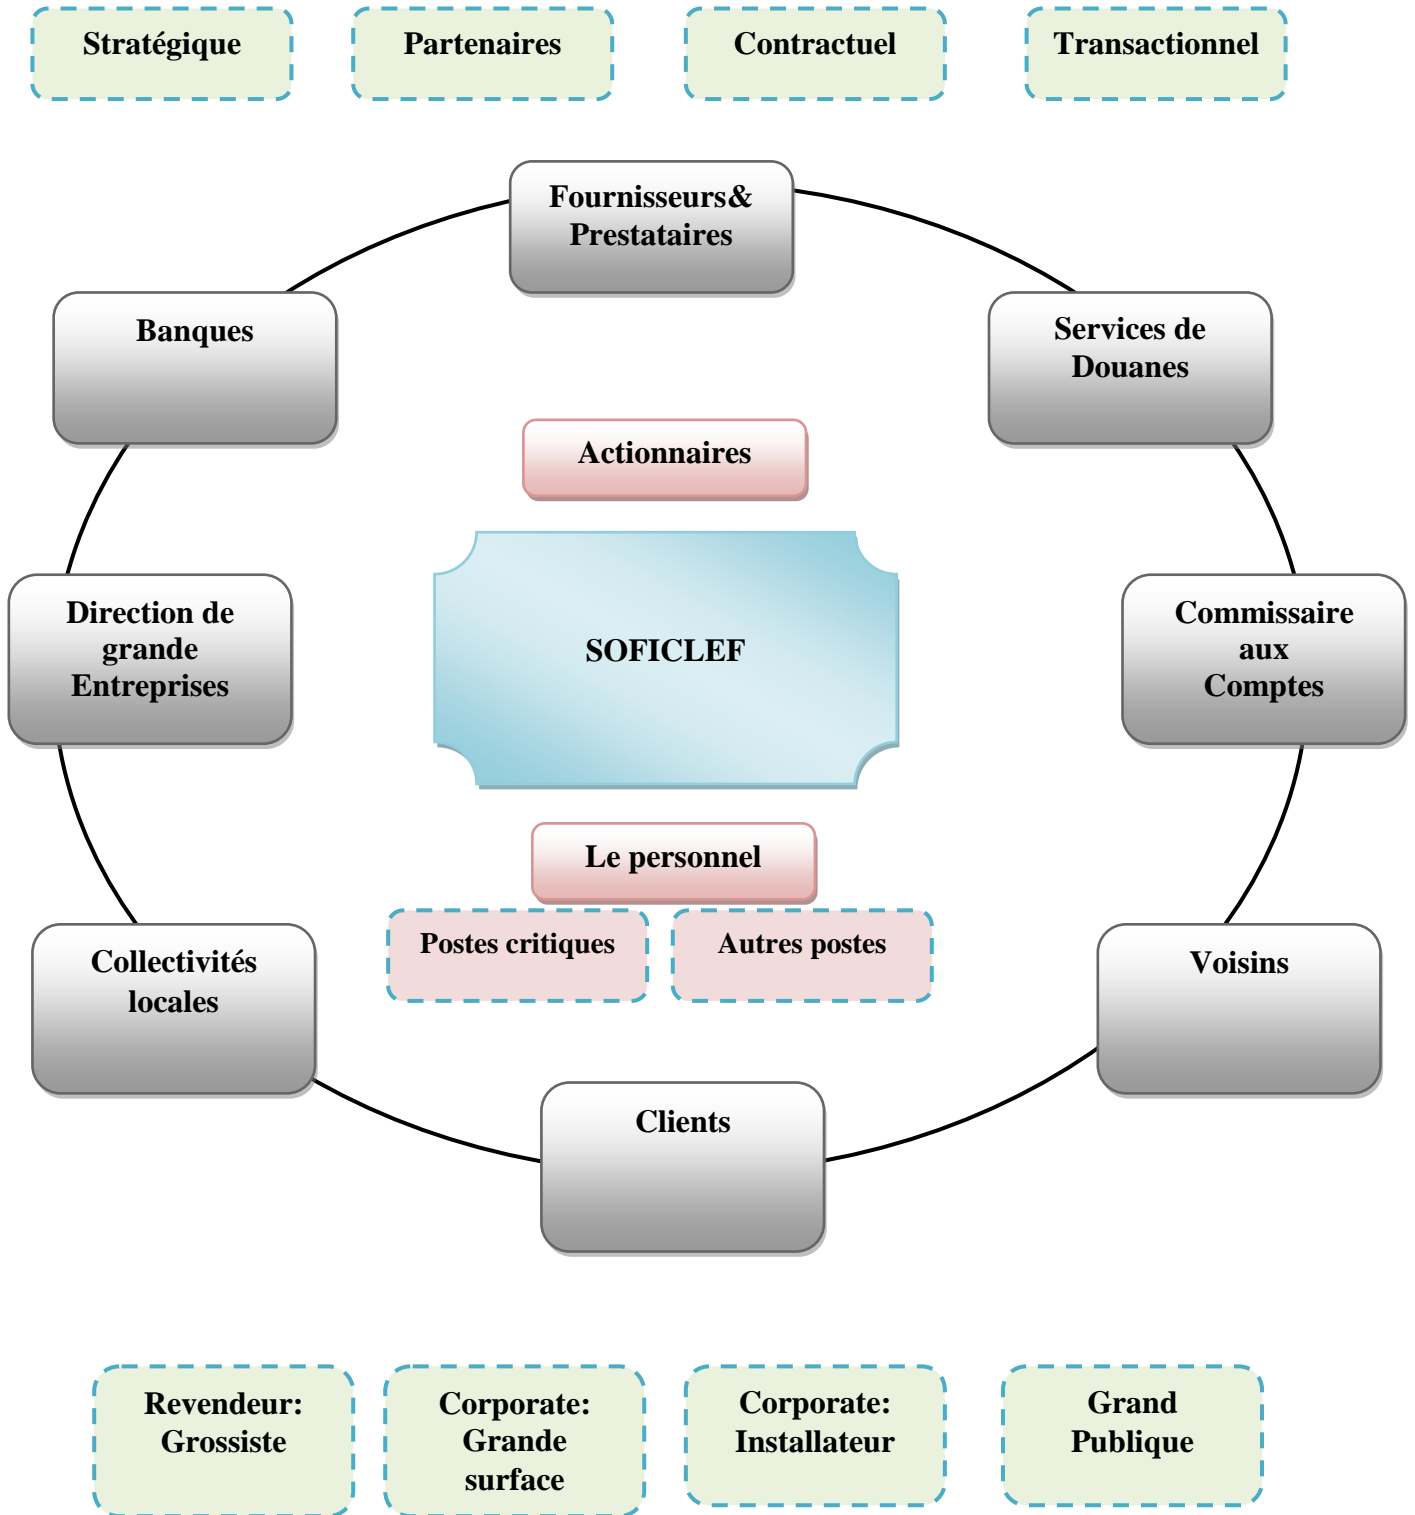 Stratégique
Partenaires
Contractuel
Transactionnel
Fournisseurs&
Prestataires
Banques
Services de
Douanes
Actionnaires
SOFICLEF
Direction de
grande
Entreprises
Commissaire
aux
Comptes
Le personnel
Postes critiques
Autres postes
Collectivités
locales
Voisins
Clients
Revendeur:
Grossiste
Corporate:
Grande
surface
Corporate:
Installateur
Grand
Publique